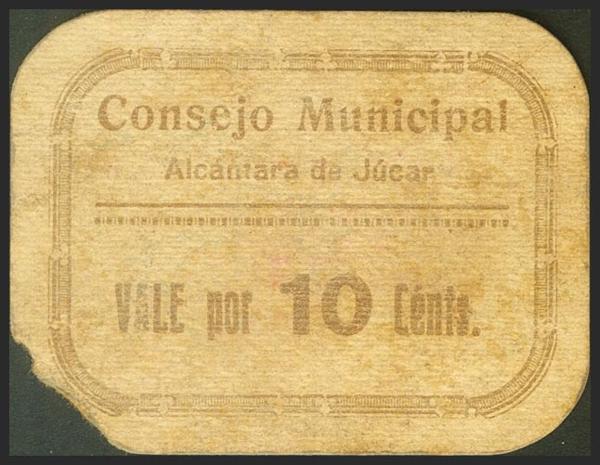 Consejo Municipal
Alcántara de Júcar
VALE por 10 Cénts.